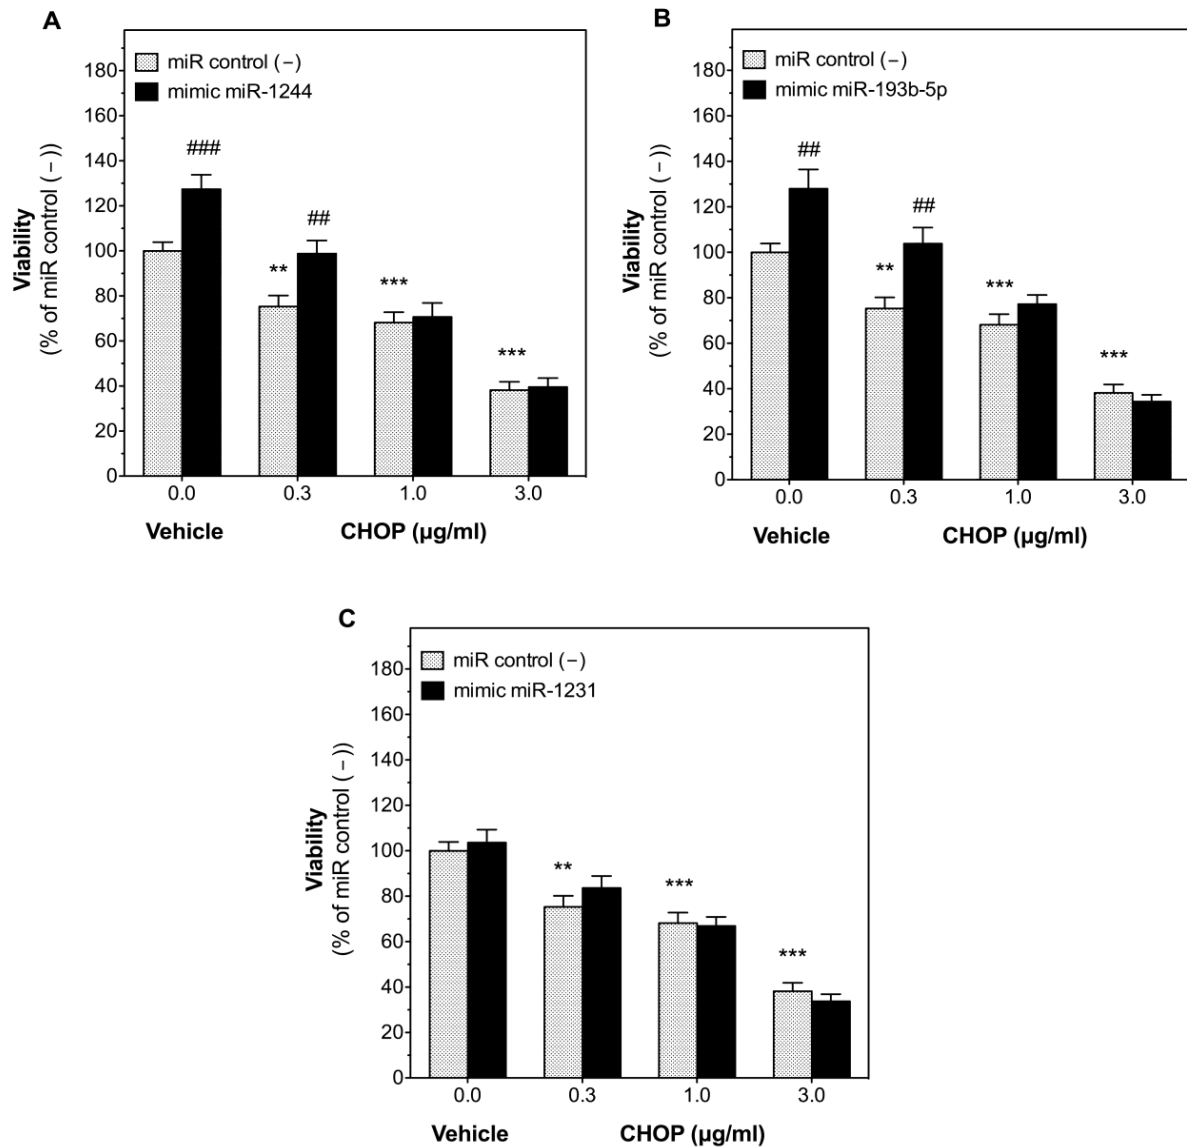 A
miR control (−)
mimic miR-1244
Viability
(% of miR control (−))
180
160
140
120
100
80
60
40
20
0
###
**
##
***
***
0.0
0.3
1.0
3.0
Vehicle
CHOP (µg/ml)
B
miR control (−)
mimic miR-193b-5p
Viability
(% of miR control (−))
180
160
140
120
100
80
60
40
20
0
##
**
##
***
***
0.0
0.3
1.0
3.0
Vehicle
CHOP (µg/ml)
C
miR control (−)
mimic miR-1231
Viability
(% of miR control (−))
180
160
140
120
100
80
60
40
20
0
**
***
***
0.0
0.3
1.0
3.0
Vehicle
CHOP (µg/ml)